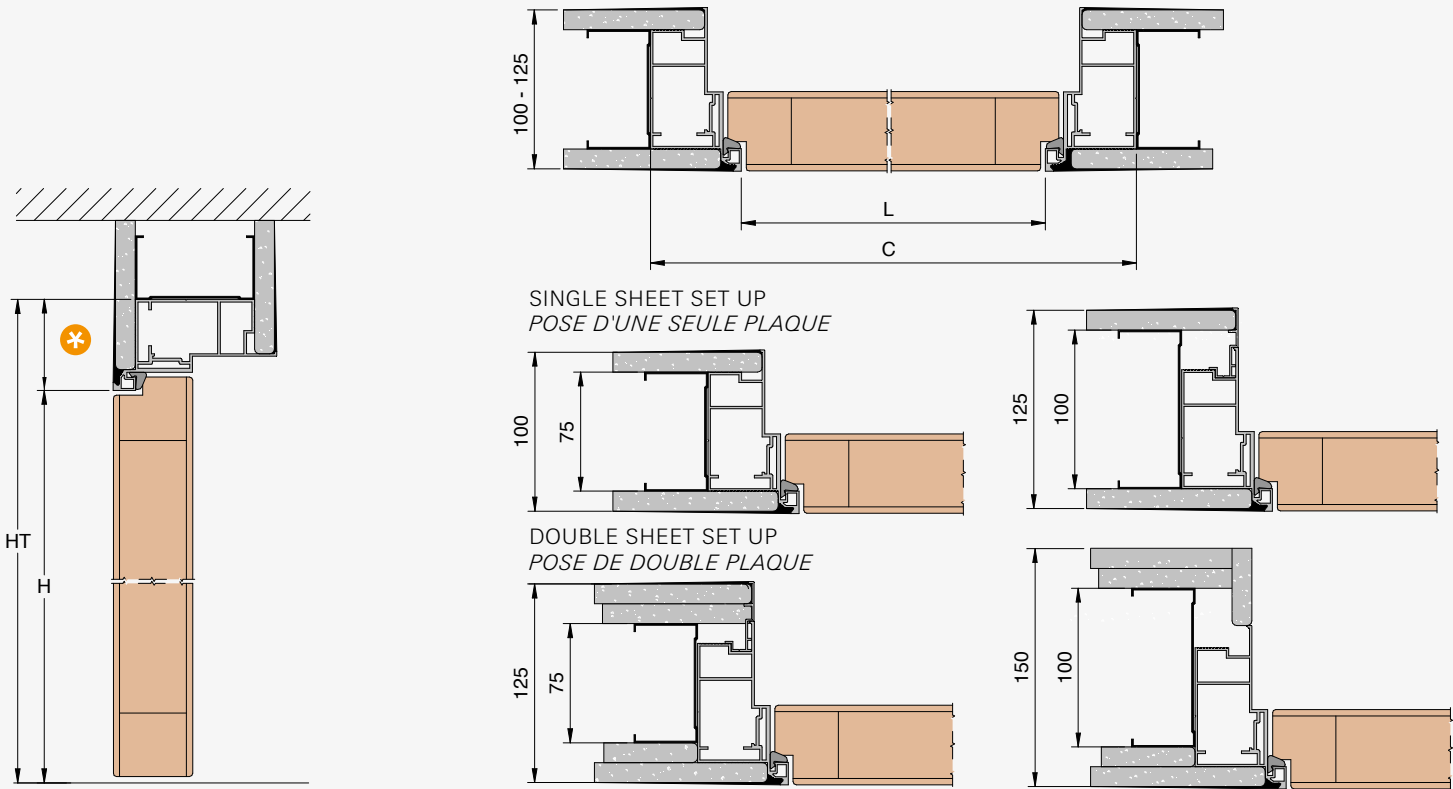 100 - 125
L
C
SINGLE SHEET SET UP
POSE D'UNE SEULE PLAQUE
100
75
125
100
HT
H
DOUBLE SHEET SET UP
POSE DE DOUBLE PLAQUE
125
75
150
100